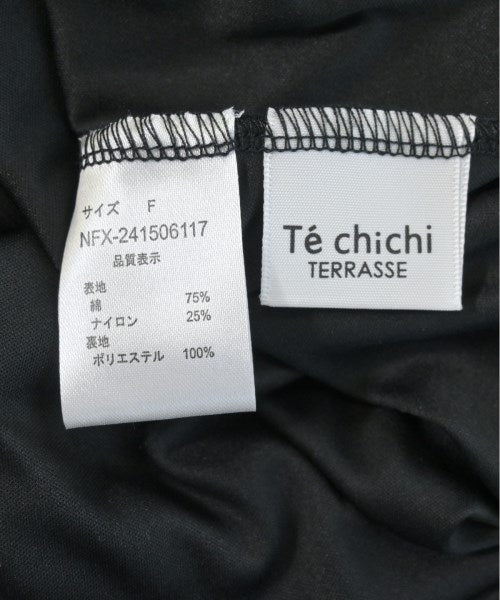 サイズ F
NFX-241506117
品質表示
表地
綿 75%
ナイロン 25%
裏地
ポリエステル 100%
Té chichi
TERRASSE